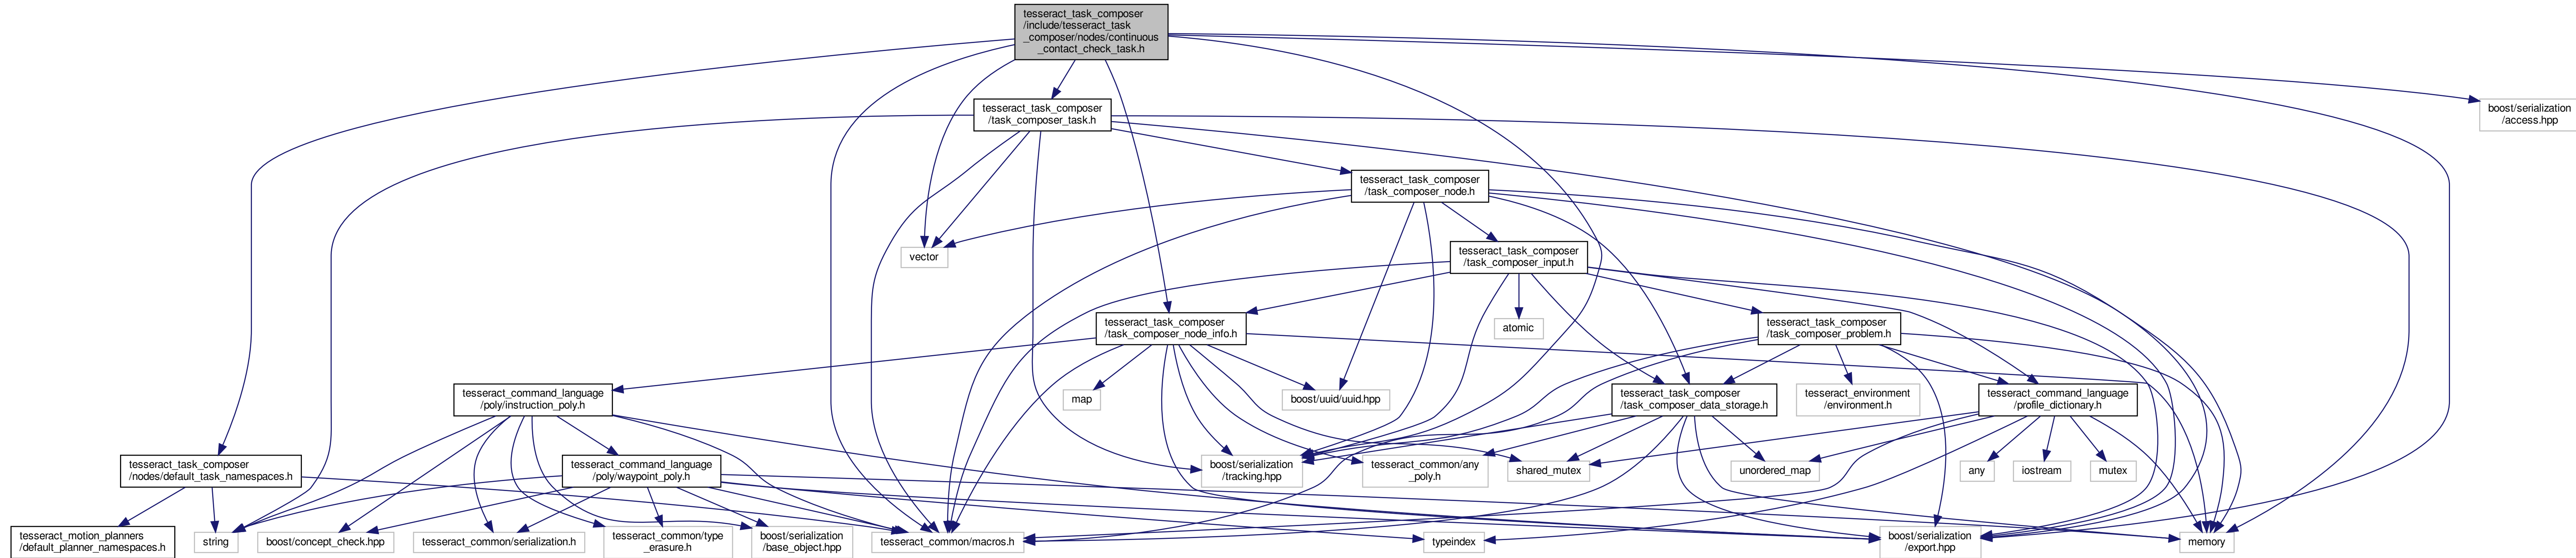 tesseract_task_composer
/include/tesseract_task
_composer/nodes/continuous
_contact_check_task.h
tesseract_task_composer
/task_composer_task.h
boost/serialization
/access.hpp
tesseract_task_composer
/task_composer_node.h
vector
tesseract_task_composer
/task_composer_input.h
tesseract_task_composer
/task_composer_node_info.h
atomic
tesseract_task_composer
/task_composer_problem.h
tesseract_command_language
/poly/instruction_poly.h
map
boost/uuid/uuid.hpp
tesseract_task_composer
/task_composer_data_storage.h
tesseract_environment
/environment.h
tesseract_command_language
/profile_dictionary.h
tesseract_task_composer
/nodes/default_task_namespaces.h
tesseract_command_language
/poly/waypoint_poly.h
boost/serialization
/tracking.hpp
tesseract_common/any
_poly.h
shared_mutex
unordered_map
any
iostream
mutex
tesseract_motion_planners
/default_planner_namespaces.h
string
boost/concept_check.hpp
tesseract_common/serialization.h
tesseract_common/type
_erasure.h
boost/serialization
/base_object.hpp
tesseract_common/macros.h
typeindex
boost/serialization
/export.hpp
memory